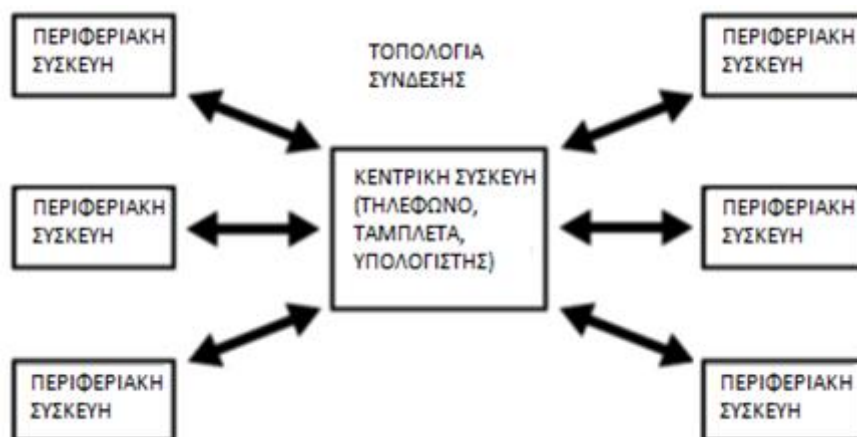 ΠΕΡΙΦΕΡΙΑΚΗ
ΣΥΣΚΕΥΗ
ΤΟΠΟΛΟΓΙΑ
ΣΥΝΔΕΣΗΣ
ΠΕΡΙΦΕΡΙΑΚΗ
ΣΥΣΚΕΥΗ
ΠΕΡΙΦΕΡΙΑΚΗ
ΣΥΣΚΕΥΗ
ΚΕΝΤΡΙΚΗ ΣΥΣΚΕΥΗ
(ΤΗΛΕΦΩΝΟ,
ΤΑΜΠΛΕΤΑ,
ΥΠΟΛΟΓΙΣΤΗΣ)
ΠΕΡΙΦΕΡΙΑΚΗ
ΣΥΣΚΕΥΗ
ΠΕΡΙΦΕΡΙΑΚΗ
ΣΥΣΚΕΥΗ
ΠΕΡΙΦΕΡΙΑΚΗ
ΣΥΣΚΕΥΗ